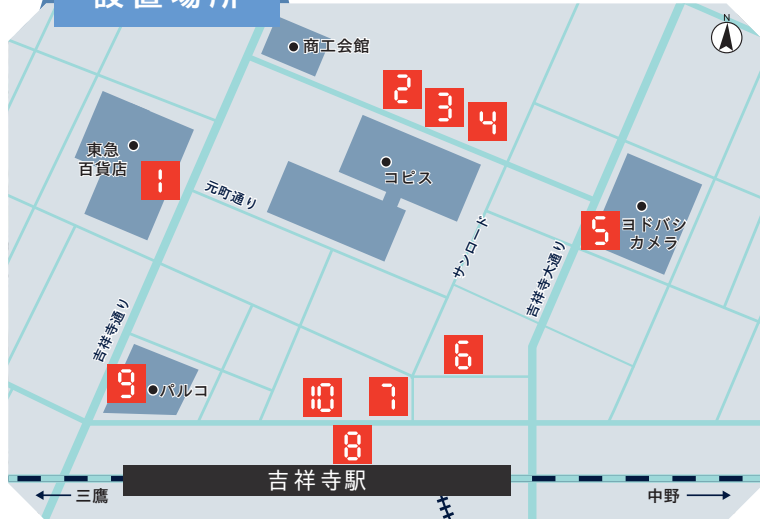 設置場所
N
商工会館
2
3
4
東急
百貨店
1
コピス
元町通り
サンロード
5
ヨドバシ
カメラ
吉祥寺大通り
吉祥寺通り
6
9
パルコ
10
7
8
吉祥寺駅
三鷹
中野